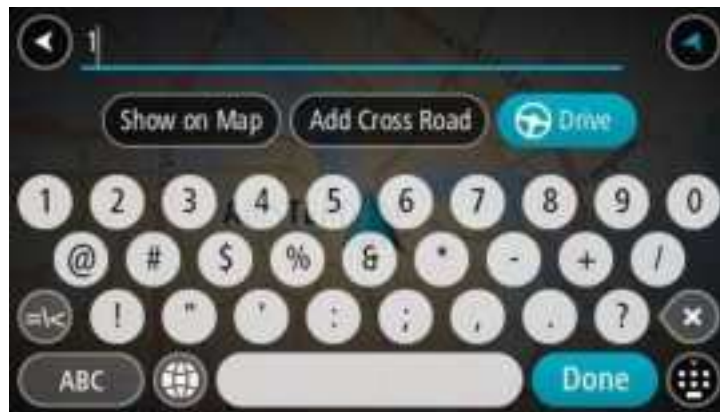 1
Show on Map Add Cross Road Drive
1 2 3 4 5 6 7 8 9 0
@ # $ % & * - + /
=\< ! " ' : ; , . ?
ABC Done